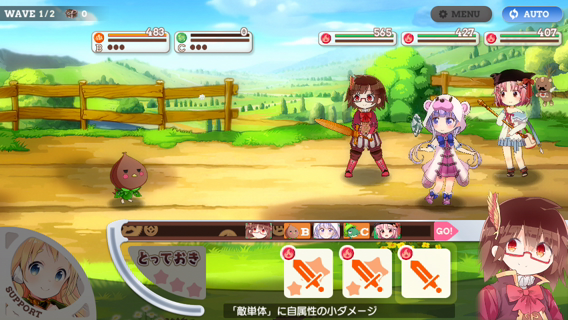 WAVE 1/2 0
MENU
AUTO
483
B
0
C
565
427
407
B C GO!
とっておき
SUPPORT
「敵単体」に自属性の小ダメージ